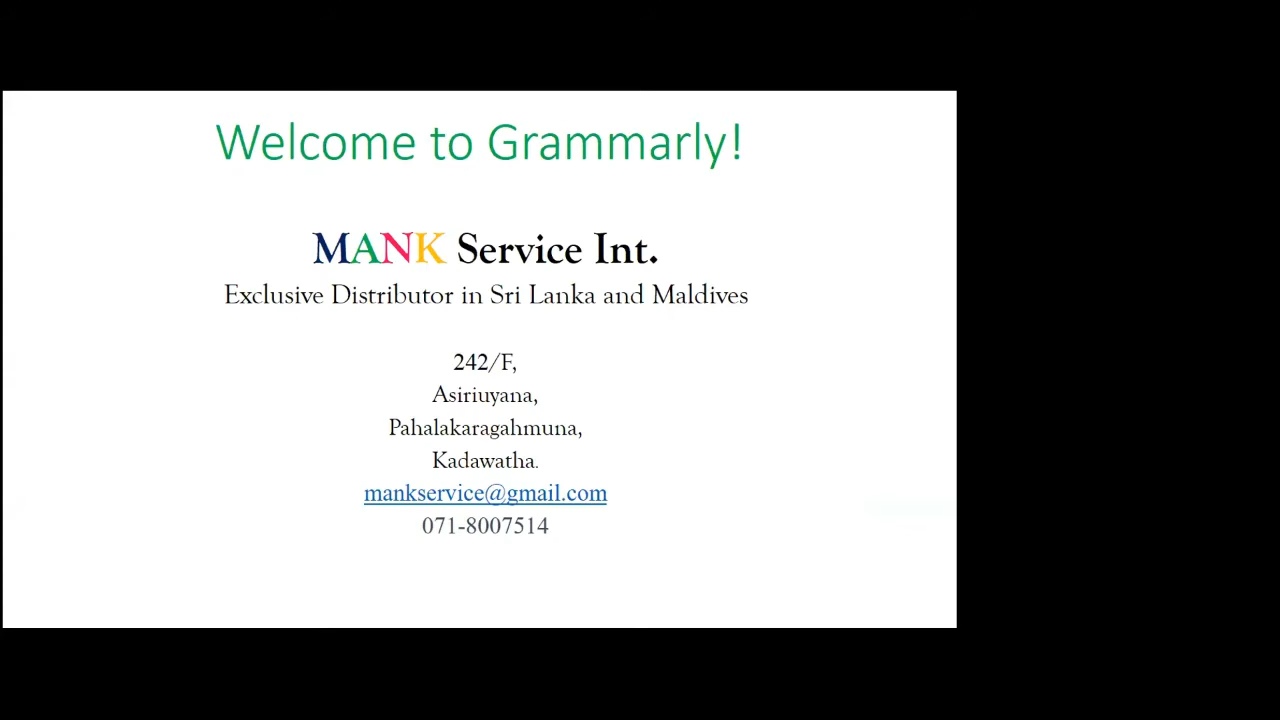 Welcome to Grammarly!
MANK Service Int.
Exclusive Distributor in Sri Lanka and Maldives
242/F,
Asiriuyana,
Pahalakaragahmuna,
Kadawatha.
mankservice@gmail.com
071-8007514